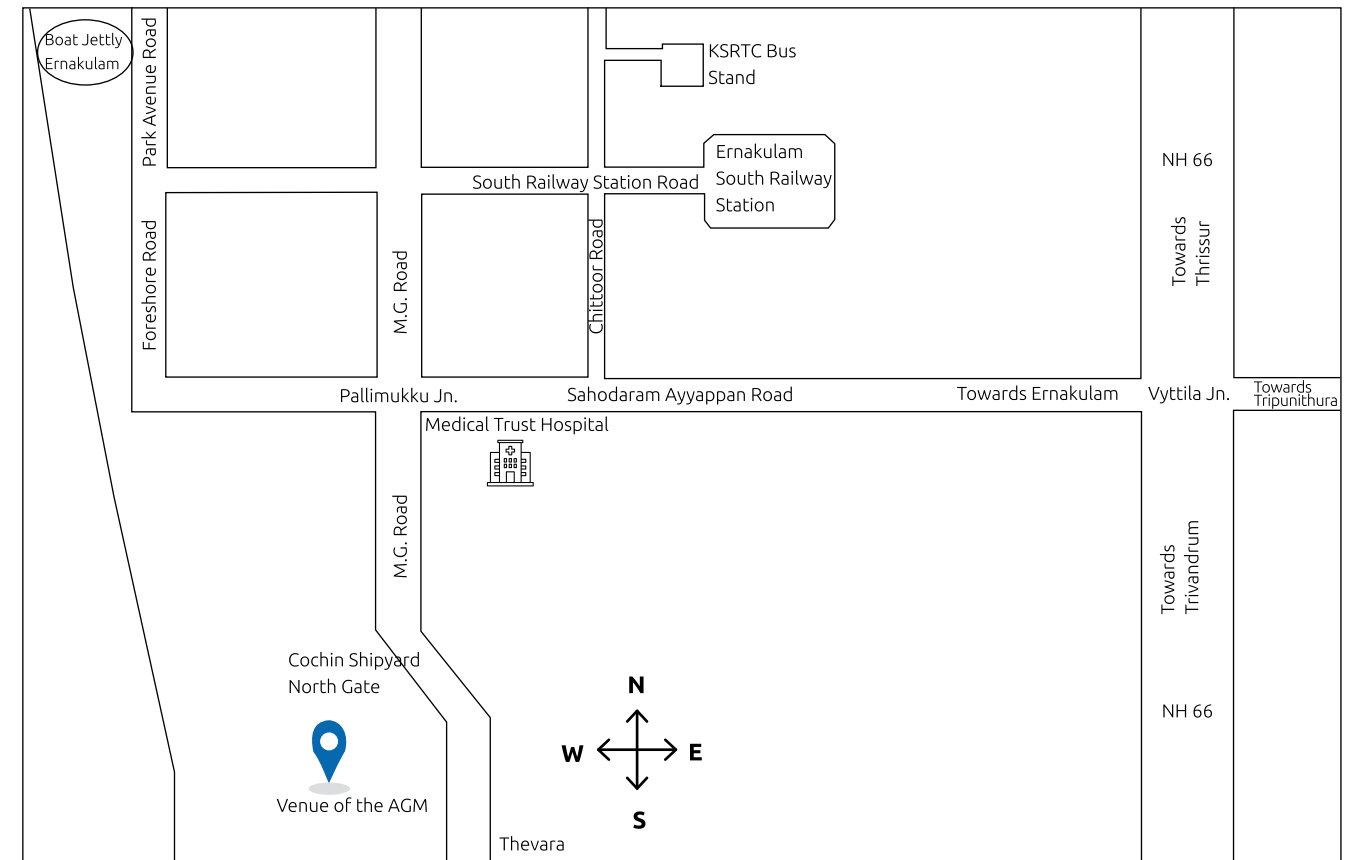 Boat Jettly
Ernakulam
Park Avenue Road
KSRTC Bus
Stand
Ernakulam
South Railway
Station
South Railway Station Road
NH 66
Towards
Thrissur
Foreshore Road
M.G. Road
Chittoor Road
Pallimukku Jn.
Sahodaram Ayyappan Road
Towards Ernakulam
Vyttila Jn.
Towards
Tripunithura
Medical Trust Hospital
M.G. Road
Towards
Trivandrum
Cochin Shipyard
North Gate
N
W
E
S
NH 66
Venue of the AGM
Thevara